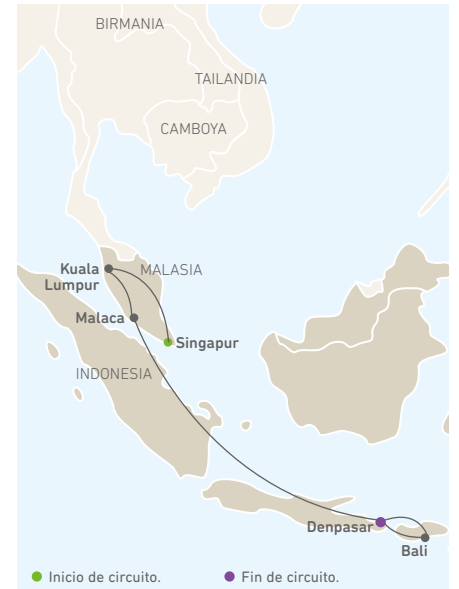 BIRMANIA
TAILANDIA
CAMBOYA
Kuala
Lumpur
MALASIA
Malaca
Singapur
INDONESIA
Denpasar
Bali
Inicio de circuito.
Fin de circuito.